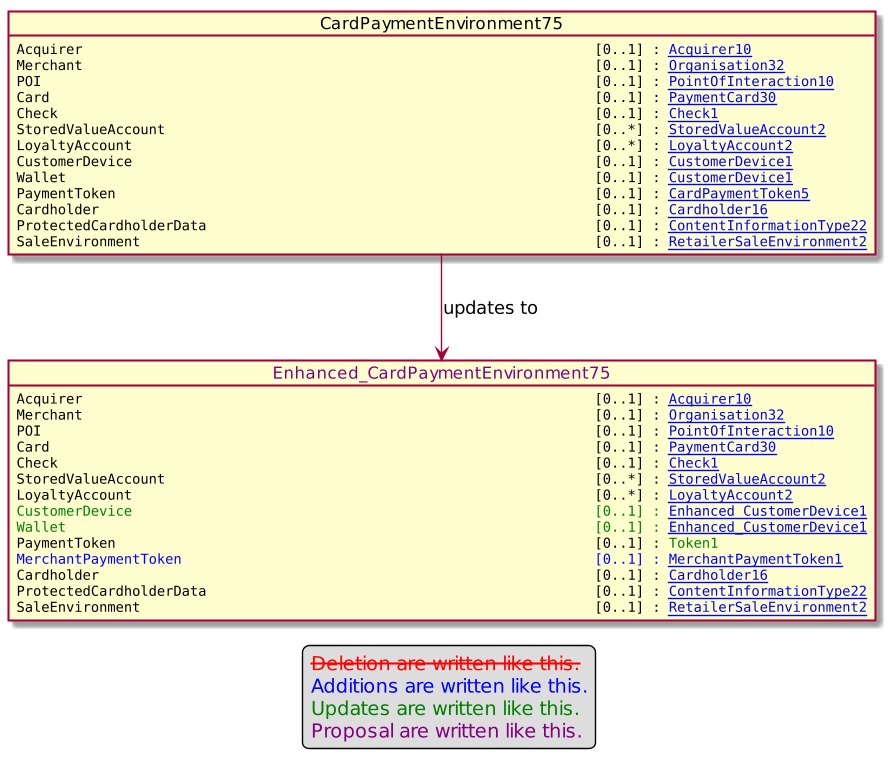 CardPaymentEnvironment75
Acquirer [0..1] : Acquirer10
Merchant [0..1] : Organisation32
POI [0..1] : PointOfInteraction10
Card [0..1] : PaymentCard30
Check [0..1] : Check1
StoredValueAccount [0..*] : StoredValueAccount2
LoyaltyAccount [0..*] : LoyaltyAccount2
CustomerDevice [0..1] : CustomerDevice1
Wallet [0..1] : CustomerDevice1
PaymentToken [0..1] : CardPaymentToken5
Cardholder [0..1] : Cardholder16
ProtectedCardholderData [0..1] : ContentInformationType22
SaleEnvironment [0..1] : RetailerSaleEnvironment2
updates to
Enhanced_CardPaymentEnvironment75
Acquirer [0..1] : Acquirer10
Merchant [0..1] : Organisation32
POI [0..1] : PointOfInteraction10
Card [0..1] : PaymentCard30
Check [0..1] : Check1
StoredValueAccount [0..*] : StoredValueAccount2
LoyaltyAccount [0..*] : LoyaltyAccount2
CustomerDevice [0..1] : Enhanced_CustomerDevice1
Wallet [0..1] : Enhanced_CustomerDevice1
PaymentToken [0..1] : Token1
MerchantPaymentToken [0..1] : MerchantPaymentToken1
Cardholder [0..1] : Cardholder16
ProtectedCardholderData [0..1] : ContentInformationType22
SaleEnvironment [0..1] : RetailerSaleEnvironment2
Deletion are written like this.
Additions are written like this.
Updates are written like this.
Proposal are written like this.